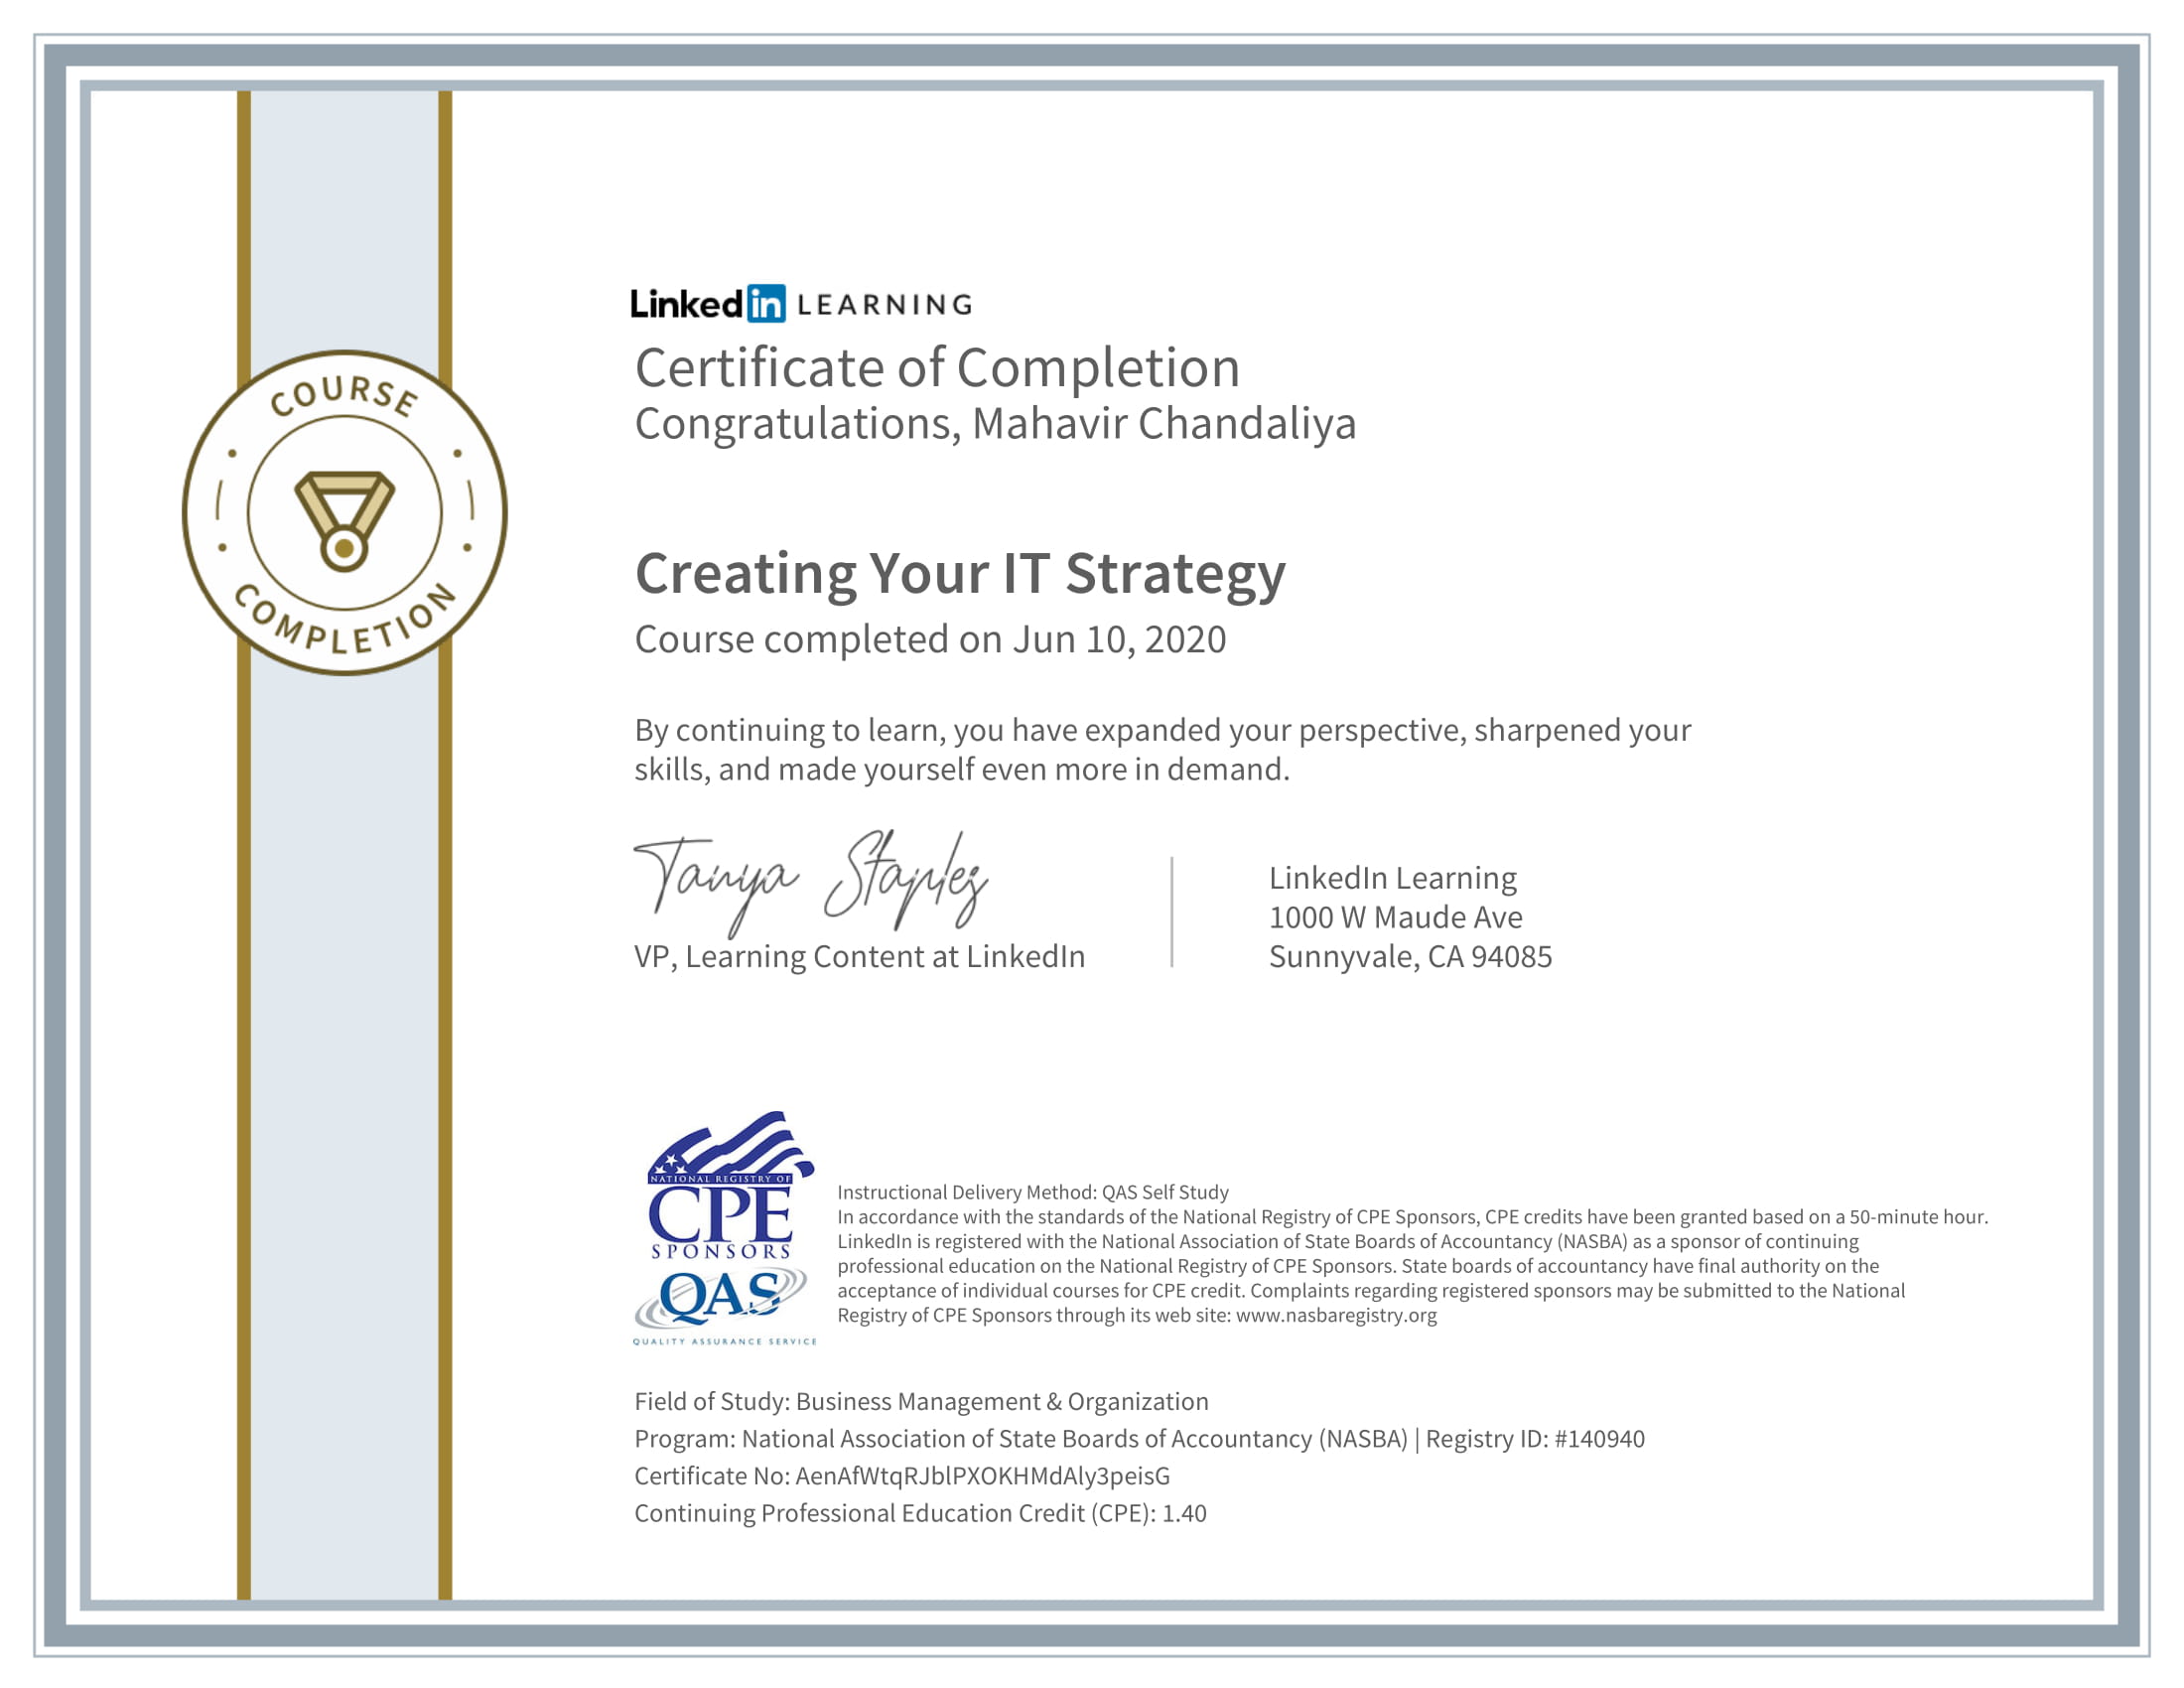 COURSE
COMPLETION
Linked in LEARNING
Certificate of Completion
Congratulations, Mahavir Chandaliya
Creating Your IT Strategy
Course completed on Jun 10, 2020
By continuing to learn, you have expanded your perspective, sharpened your
skills, and made yourself even more in demand.
Tanya Staples
VP, Learning Content at LinkedIn
LinkedIn Learning
1000 W Maude Ave
Sunnyvale, CA 94085
NATIONAL REGISTRY OF
CPE
SPONSORS
QAS
QUALITY ASSURANCE SERVICE
Instructional Delivery Method: QAS Self Study
In accordance with the standards of the National Registry of CPE Sponsors, CPE credits have been granted based on a 50-minute hour.
LinkedIn is registered with the National Association of State Boards of Accountancy (NASBA) as a sponsor of continuing
professional education on the National Registry of CPE Sponsors. State boards of accountancy have final authority on the
acceptance of individual courses for CPE credit. Complaints regarding registered sponsors may be submitted to the National
Registry of CPE Sponsors through its web site: www.nasbaregistry.org
Field of Study: Business Management & Organization
Program: National Association of State Boards of Accountancy (NASBA) | Registry ID: #140940
Certificate No: AenAfWtqRJblPXOKHMdAly3peisG
Continuing Professional Education Credit (CPE): 1.40